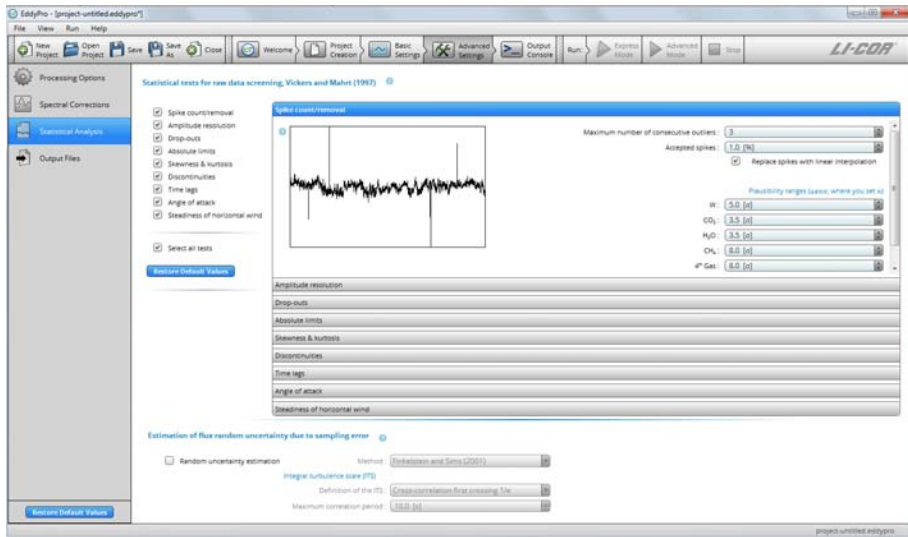 EddyPro - [project-untitled.eddypro*]
File View Run Help
New Project Open Project Save Save As Close Welcome Project Creation Basic Settings Advanced Settings Output Console Run: Express Mode Advanced Mode Stop LI-COR
Processing Options
Spectral Corrections
Statistical Analysis
Output Files
Statistical tests for raw data screening, Vickers and Mahrt (1997)
Spike count/removal
Amplitude resolution
Drop-outs
Absolute limits
Skewness & kurtosis
Discontinuities
Time lags
Angle of attack
Steadiness of horizontal wind
Select all tests
Restore Default Values
Spike count/removal
Maximum number of consecutive outliers : 3
Accepted spikes : 1.0 [%]
Replace spikes with linear interpolation
Plausibility ranges where you set
W : 5.0 [σ]
CO₂ : 3.5 [σ]
H₂O : 3.5 [σ]
CH₄ : 8.0 [σ]
4ᵗʰ Gas : 8.0 [σ]
Amplitude resolution
Drop-outs
Absolute limits
Skewness & kurtosis
Discontinuities
Time lags
Angle of attack
Steadiness of horizontal wind
Estimation of flux random uncertainty due to sampling error
Random uncertainty estimation
Method : Finkelstein and Sims (2001)
Integral turbulence scale (ITS)
Definition of the ITS : Cross-correlation first crossing 1/e
Maximum correlation period : 10.0 [s]
Restore Default Values
project-untitled.eddypro